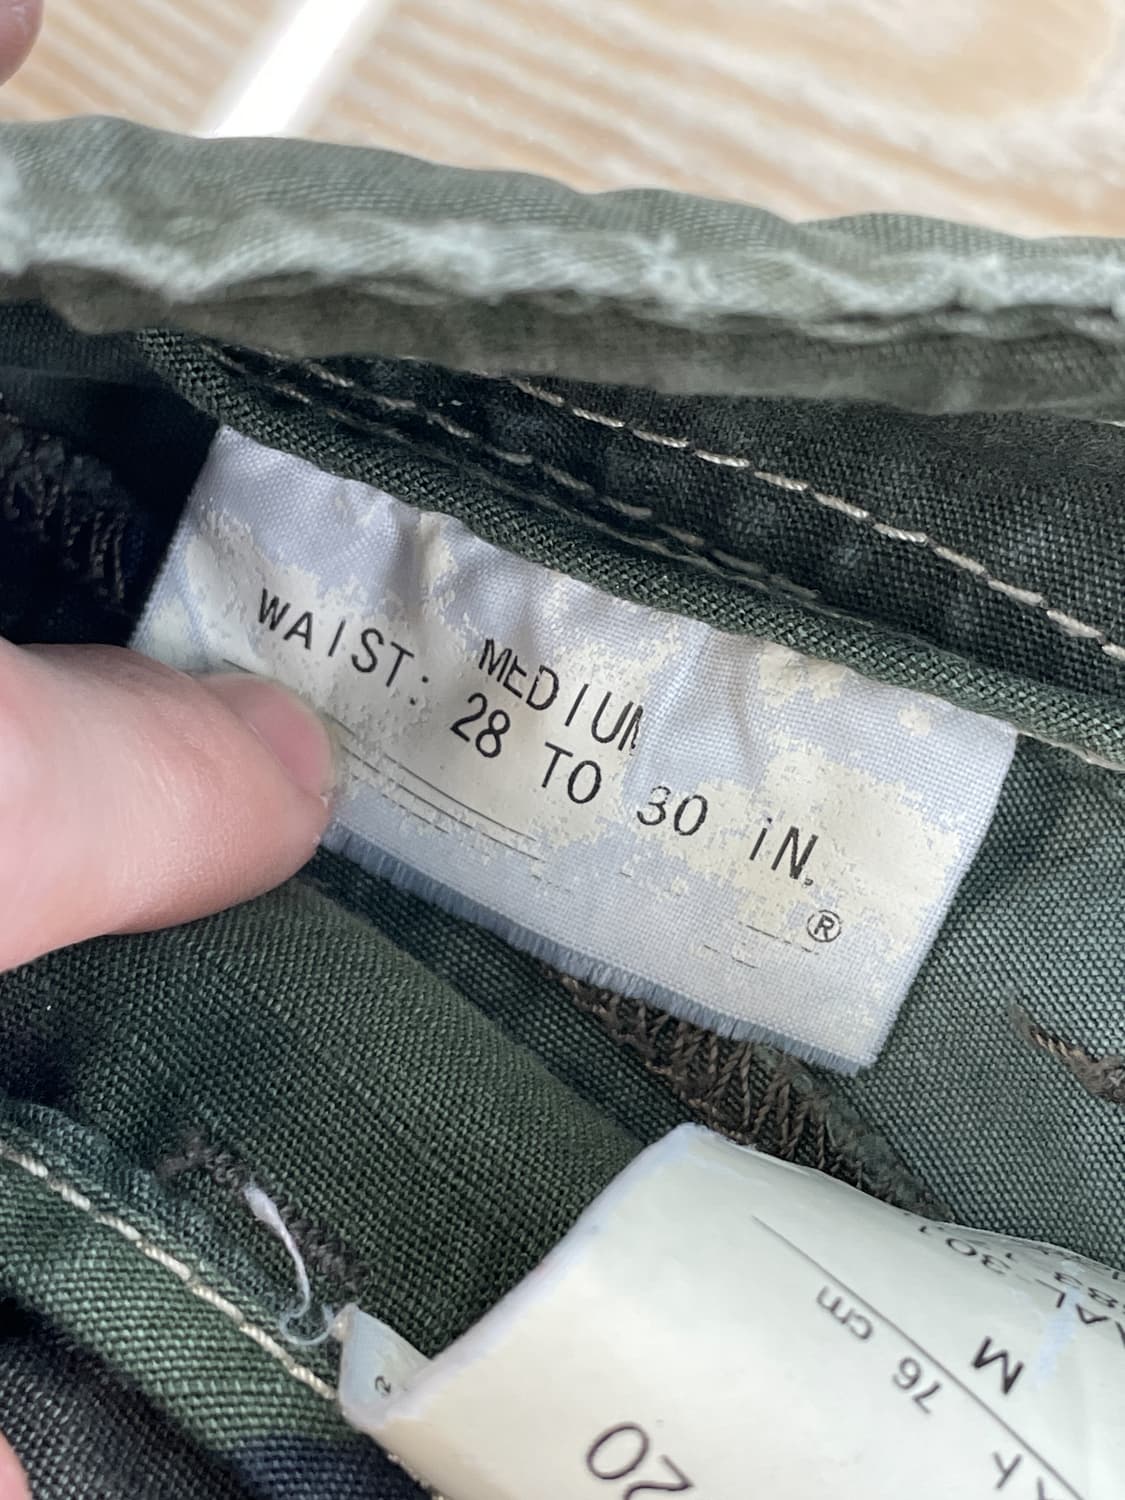 MEDIUM
WAIST: 28 TO 30 iN.
®
M
76 cm
20